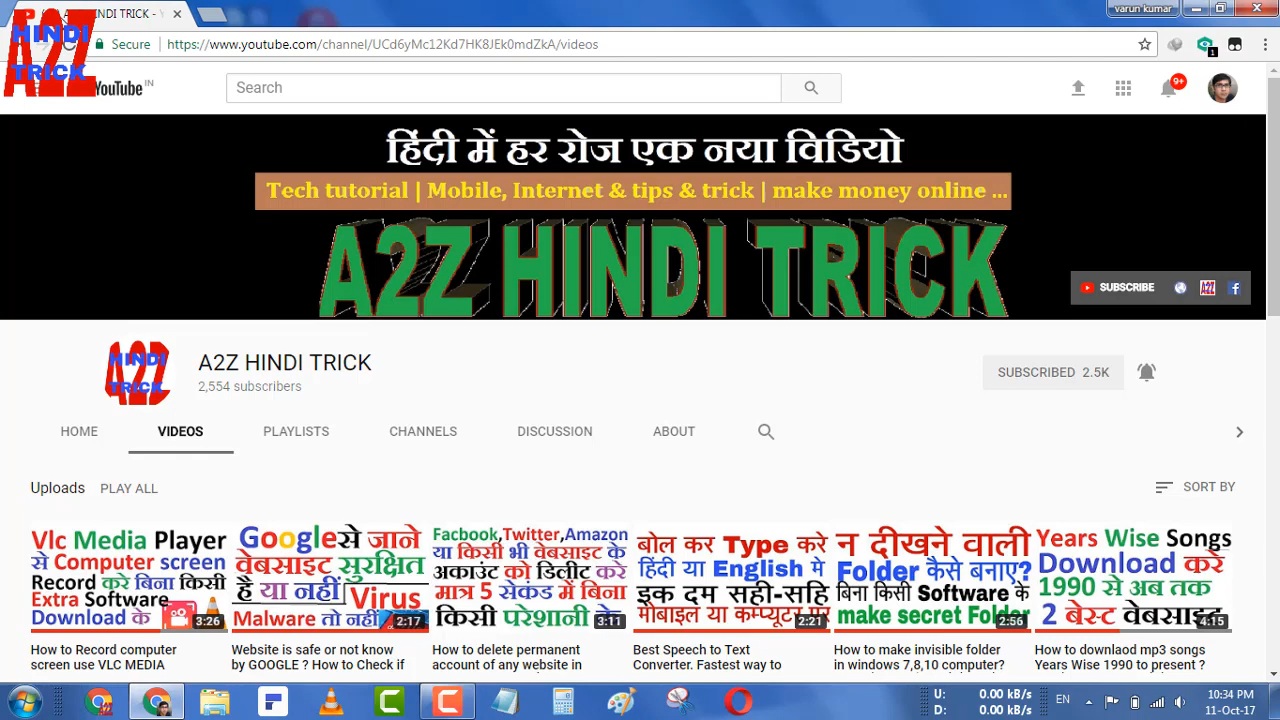 HINDI TRICK - Y
varun kumar
Secure
https://www.youtube.com/channel/UCd6yMc12Kd7HK8JEkbmdZkA/videos
1
HINDI
A2Z
TRICK
YouTube IN
Search
9+
हिंदी में हर रोज एक नया विडियो
Tech tutorial | Mobile, Internet & tips & trick | make money online ...
A2Z HINDI TRICK
SUBSCRIBE
A2Z
HINDI
TRICK
A2Z HINDI TRICK
2,554 subscribers
SUBSCRIBED 2.5K
HOME
VIDEOS
PLAYLISTS
CHANNELS
DISCUSSION
ABOUT
Uploads
PLAY ALL
SORT BY
Vlc Media Player
से Computer screen
Record करे बिना किसी
Extra Software
Download के
3:26
Googleसे जाने
वेबसाइट सुरक्षित
है या नहीं Virus
Malware तो नहीं
2:17
Facbook,Twitter,Amazon
या किसी भी वेबसाइट के
अकाउंट को डिलीट करे
मात्र 5 सेकंड में बिना
किसी परेशानी के
3:11
बोल कर Type करे
हिंदी या English मे
इक दम सही-सहि
मोबाइल या कम्प्यूटर पर
2:21
न दीखने वाली
Folder कैसे बनाए?
बिना किसी Software के
make secret Folder
2:56
Years Wise Songs
Download करे
1990 से अब तक
2 बेस्ट वेबसाइट
4:15
How to Record computer
screen use VLC MEDIA
Website is safe or not know
by GOOGLE ? How to Check if
How to delete permanent
account of any website in
Best Speech to Text
Converter. Fastest way to
How to make invisible folder
in windows 7,8,10 computer?
How to downlaod mp3 songs
Years Wise 1990 to present ?
U: 0.00 kB/s
D: 0.00 kB/s
EN
10:34 PM
11-Oct-17